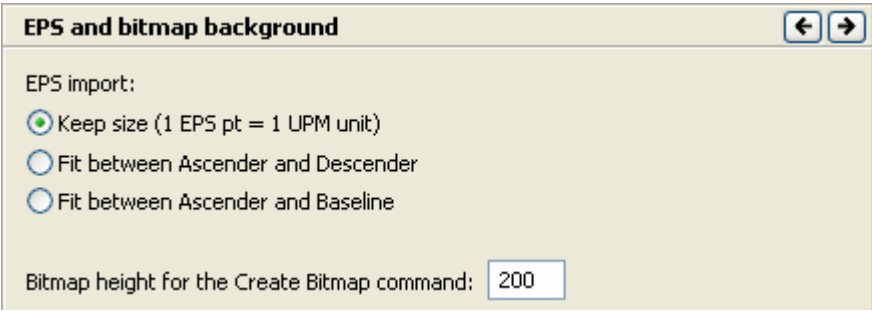 EPS and bitmap background
EPS import:
Keep size (1 EPS pt = 1 UPM unit)
Fit between Ascender and Descender
Fit between Ascender and Baseline
Bitmap height for the Create Bitmap command: 200